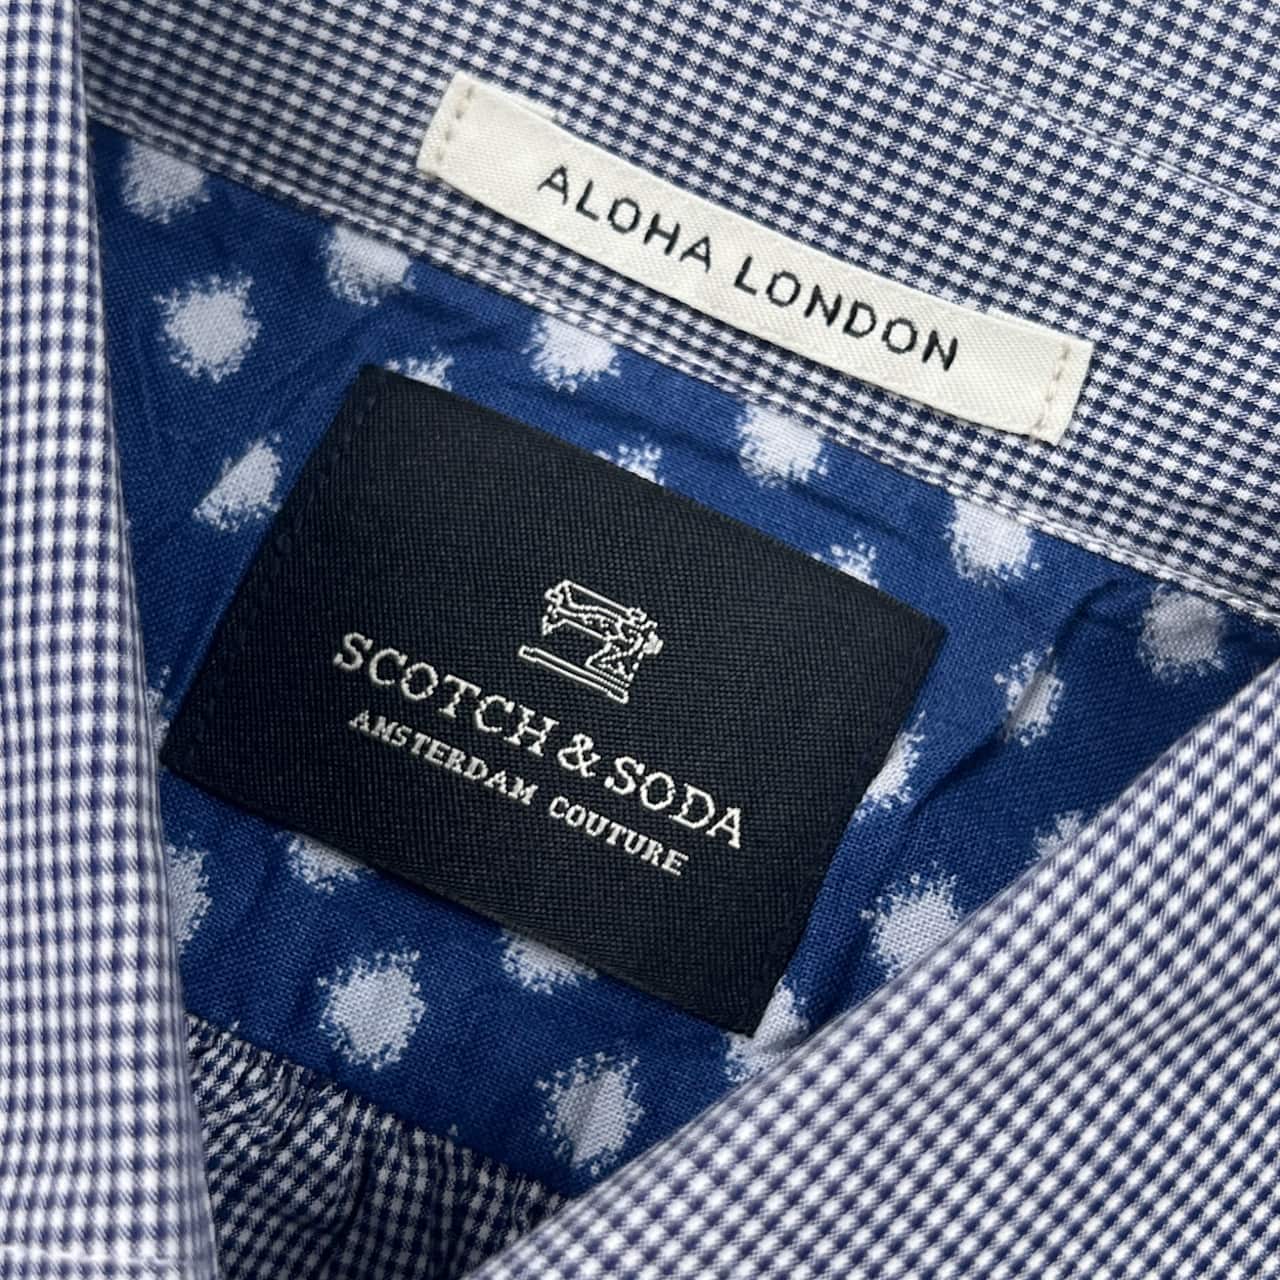 ALOHA LONDON
SCOTCH & SODA
AMSTERDAM COUTURE